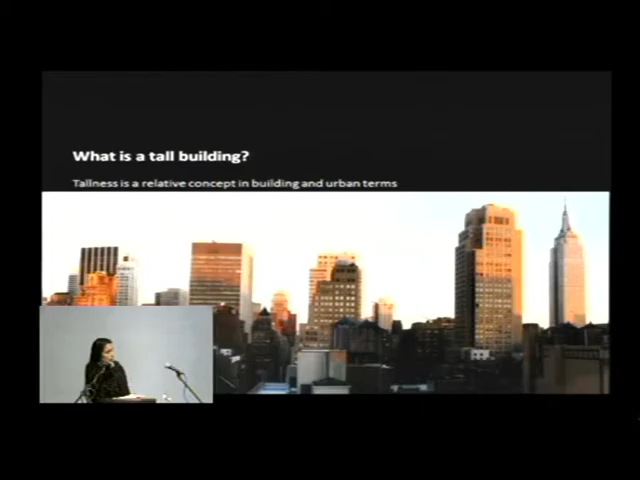 What is a tall building?
Tallness is a relative concept in building and urban terms